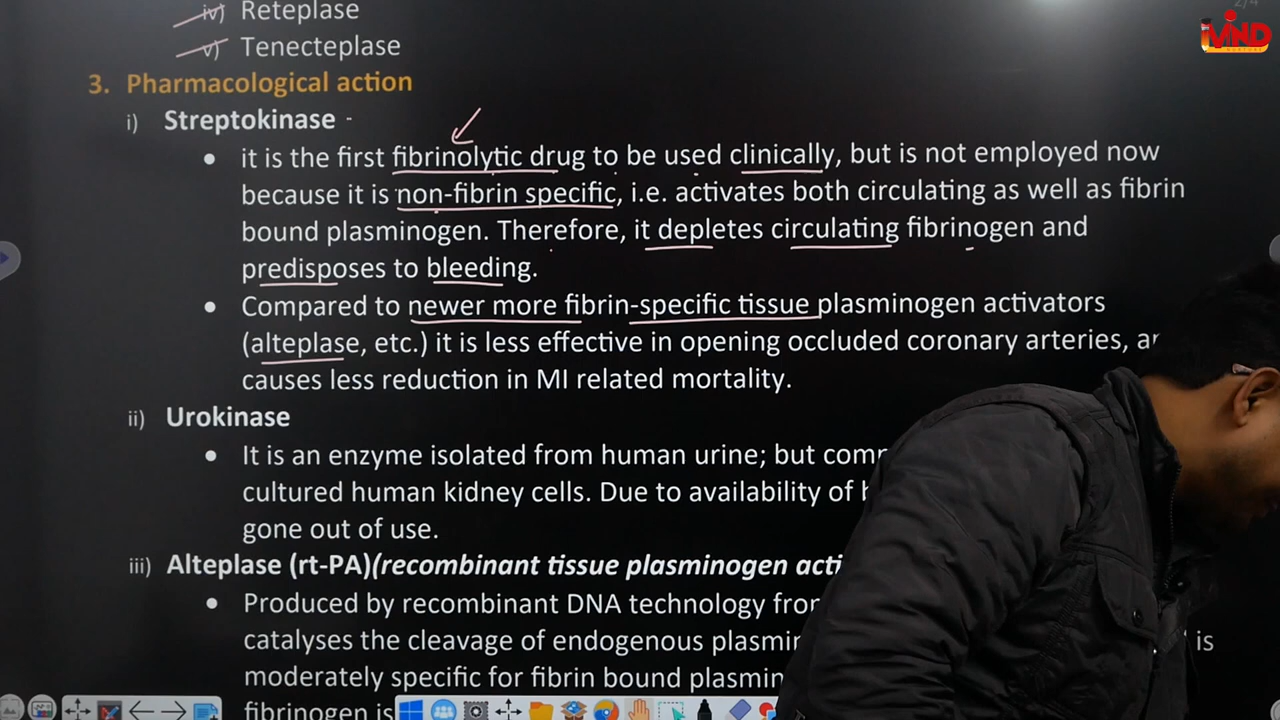 2/4
iv) Reteplase
v) Tenecteplase
3. Pharmacological action
i) Streptokinase -
• it is the first fibrinolytic drug to be used clinically, but is not employed now
because it is non-fibrin specific, i.e. activates both circulating as well as fibrin
bound plasminogen. Therefore, it depletes circulating fibrinogen and
predisposes to bleeding.
• Compared to newer more fibrin-specific tissue plasminogen activators
(alteplase, etc.) it is less effective in opening occluded coronary arteries,
causes less reduction in MI related mortality.
ii) Urokinase
• It is an enzyme isolated from human urine; but
cultured human kidney cells. Due to availability of
gone out of use.
iii) Alteplase (rt-PA)(recombinant tissue plasminogen
• Produced by recombinant DNA technology
catalyses the cleavage of endogenous is
moderately specific for fibrin bound
fibrinogen is